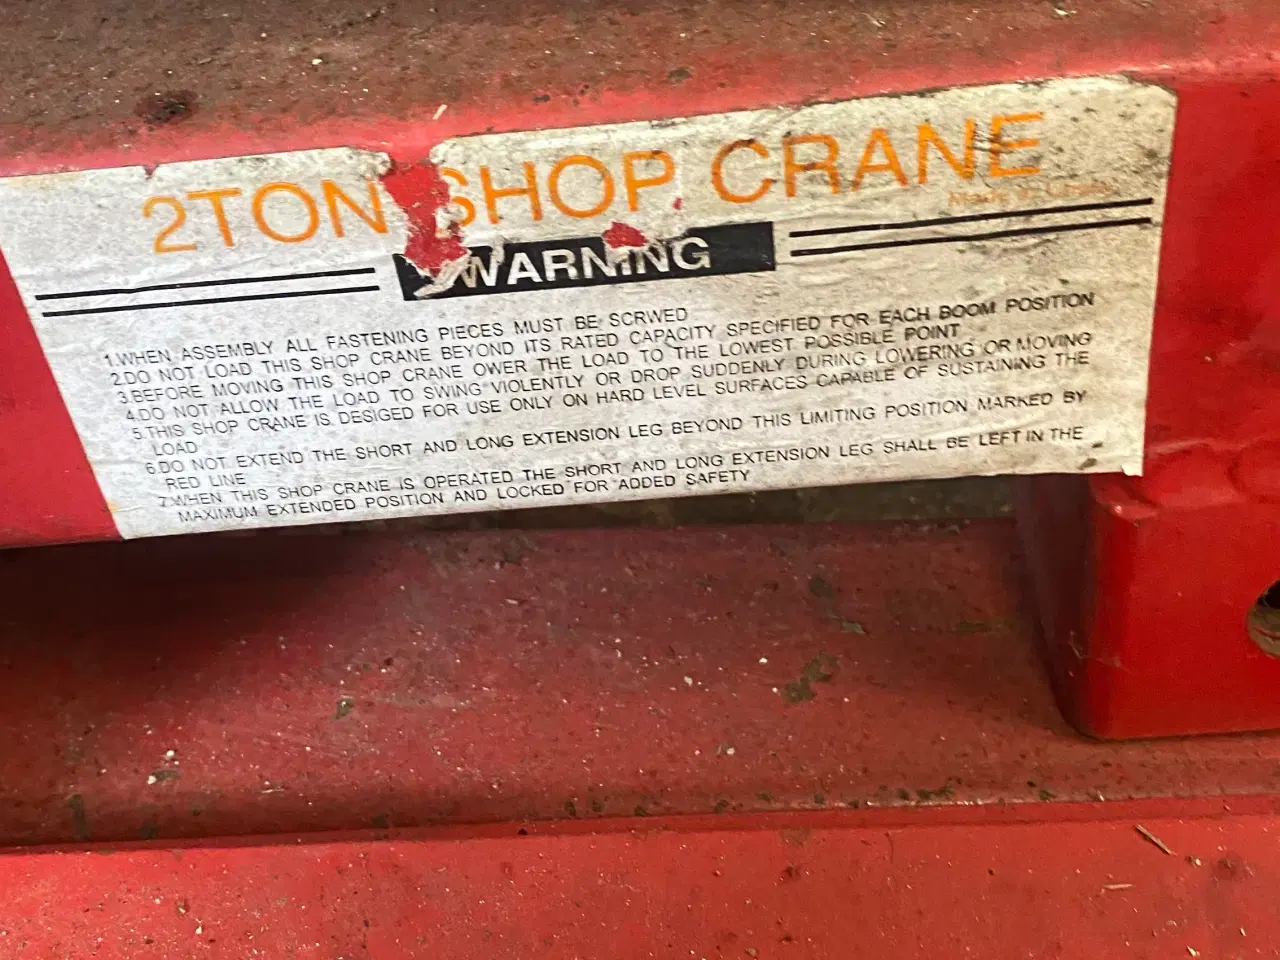 2TON SHOP CRANE
WARNING
1.WHEN ASSEMBLY ALL FASTENING PIECES MUST BE SCRWED
2.DO NOT LOAD THIS SHOP CRANE BEYOND ITS RATED CAPACITY SPECIFIED FOR EACH BOOM POSITION
3.BEFORE MOVING THIS SHOP CRANE OWER THE LOAD TO THE LOWEST POSSIBLE POINT
4.DO NOT ALLOW THE LOAD TO SWING VIOLENTLY OR DROP SUDDENLY DURING LOWERING OR MOVING
5.THIS SHOP CRANE IS DESIGED FOR USE ONLY ON HARD LEVEL SURFACES CAPABLE OF SUSTAINING THE
LOAD
6.DO NOT EXTEND THE SHORT AND LONG EXTENSION LEG BEYOND THIS LIMITING POSITION MARKED BY
RED LINE
7.WHEN THIS SHOP CRANE IS OPERATED THE SHORT AND LONG EXTENSION LEG SHALL BE LEFT IN THE
MAXIMUM EXTENDED POSITION AND LOCKED FOR ADDED SAFETY